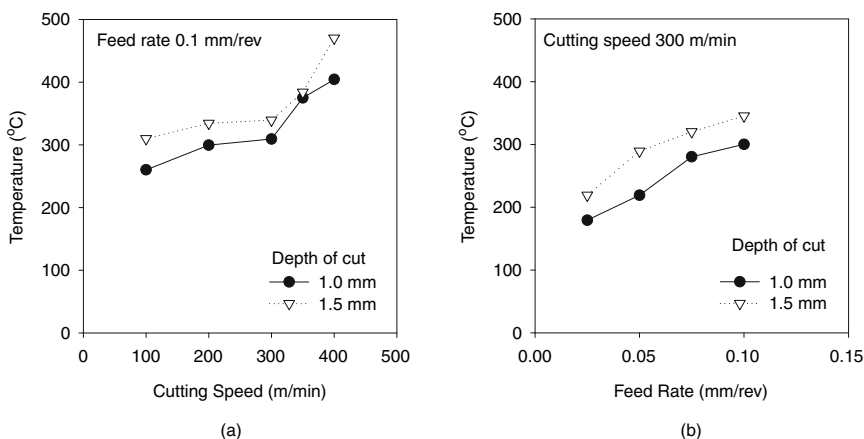 Feed rate 0.1 mm/rev
Temperature (°C)
500
400
300
200
100
0
Depth of cut
1.0 mm
1.5 mm
0 100 200 300 400 500
Cutting Speed (m/min)
(a)
Cutting speed 300 m/min
Temperature (°C)
500
400
300
200
100
0
Depth of cut
1.0 mm
1.5 mm
0.00 0.05 0.10 0.15
Feed Rate (mm/rev)
(b)